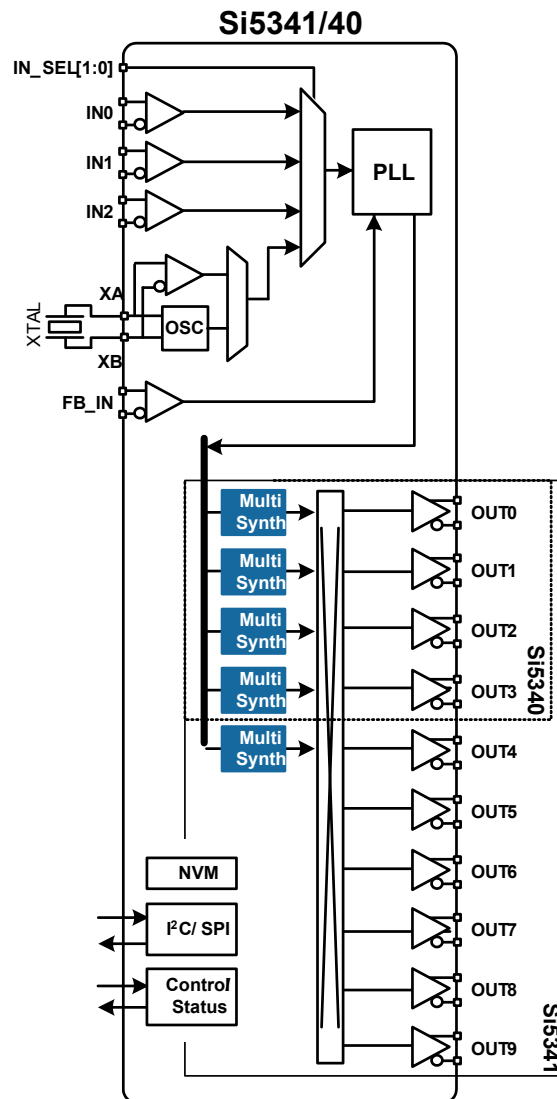 Si5341/40
IN_SEL[1:0]
IN0
IN1
PLL
IN2
XA
XTAL
OSC
XB
FB_IN
Multi
Synth
OUT0
Multi
Synth
OUT1
Multi
Synth
OUT2
Multi
Synth
OUT3
Si5340
Multi
Synth
OUT4
OUT5
OUT6
NVM
I²C/ SPI
OUT7
Control/
Status
OUT8
OUT9
Si5341